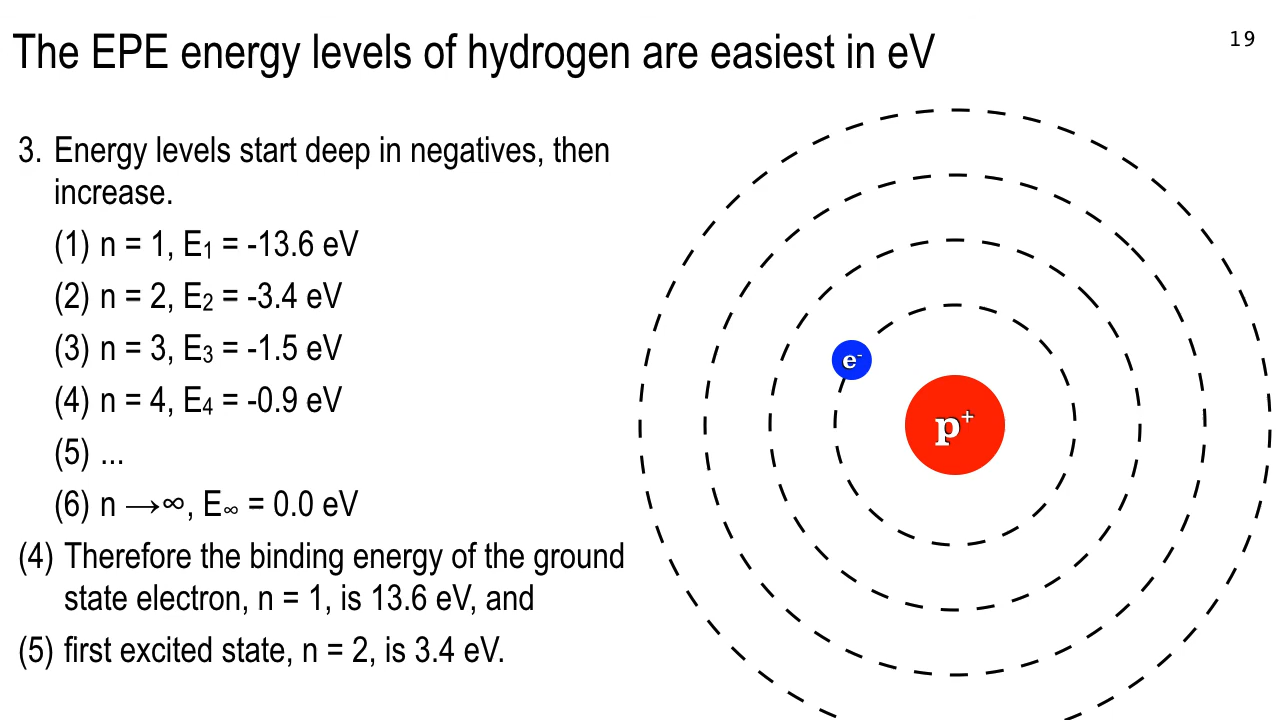 The EPE energy levels of hydrogen are easiest in eV
19
3. Energy levels start deep in negatives, then
increase.
(1) n = 1, E₁ = -13.6 eV
(2) n = 2, E₂ = -3.4 eV
(3) n = 3, E₃ = -1.5 eV
(4) n = 4, E₄ = -0.9 eV
(5) ...
(6) n →∞, E∞ = 0.0 eV
(4) Therefore the binding energy of the ground
state electron, n = 1, is 13.6 eV, and
(5) first excited state, n = 2, is 3.4 eV.
e⁻
p⁺